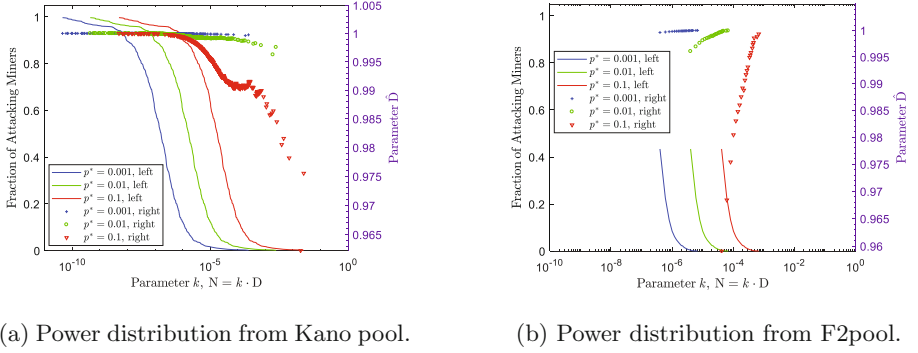 Fraction of Attacking Miners
1
0.8
0.6
0.4
0.2
0
p* = 0.001, left
p* = 0.01, left
p* = 0.1, left
p* = 0.001, right
p* = 0.01, right
p* = 0.1, right
10^-10
10^-5
10^0
Parameter k, N = k · D
1.005
1
0.995
0.99
0.985
0.98
0.975
0.97
0.965
Parameter D̂
(a) Power distribution from Kano pool.
Fraction of Attacking Miners
1
0.8
0.6
0.4
0.2
0
p* = 0.001, left
p* = 0.01, left
p* = 0.1, left
p* = 0.001, right
p* = 0.01, right
p* = 0.1, right
10^-10
10^-8
10^-6
10^-4
10^-2
10^0
Parameter k, N = k · D
1
0.995
0.99
0.985
0.98
0.975
0.97
0.965
0.96
Parameter D̂
(b) Power distribution from F2pool.